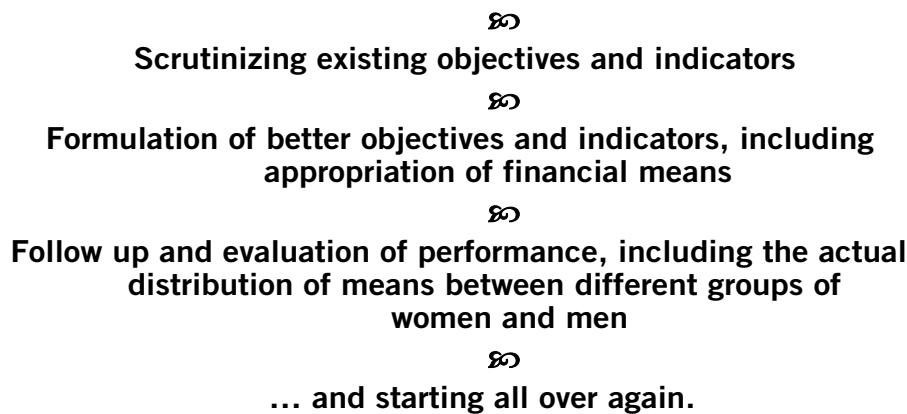 Scrutinizing existing objectives and indicators
Formulation of better objectives and indicators, including
appropriation of financial means
Follow up and evaluation of performance, including the actual
distribution of means between different groups of
women and men
... and starting all over again.